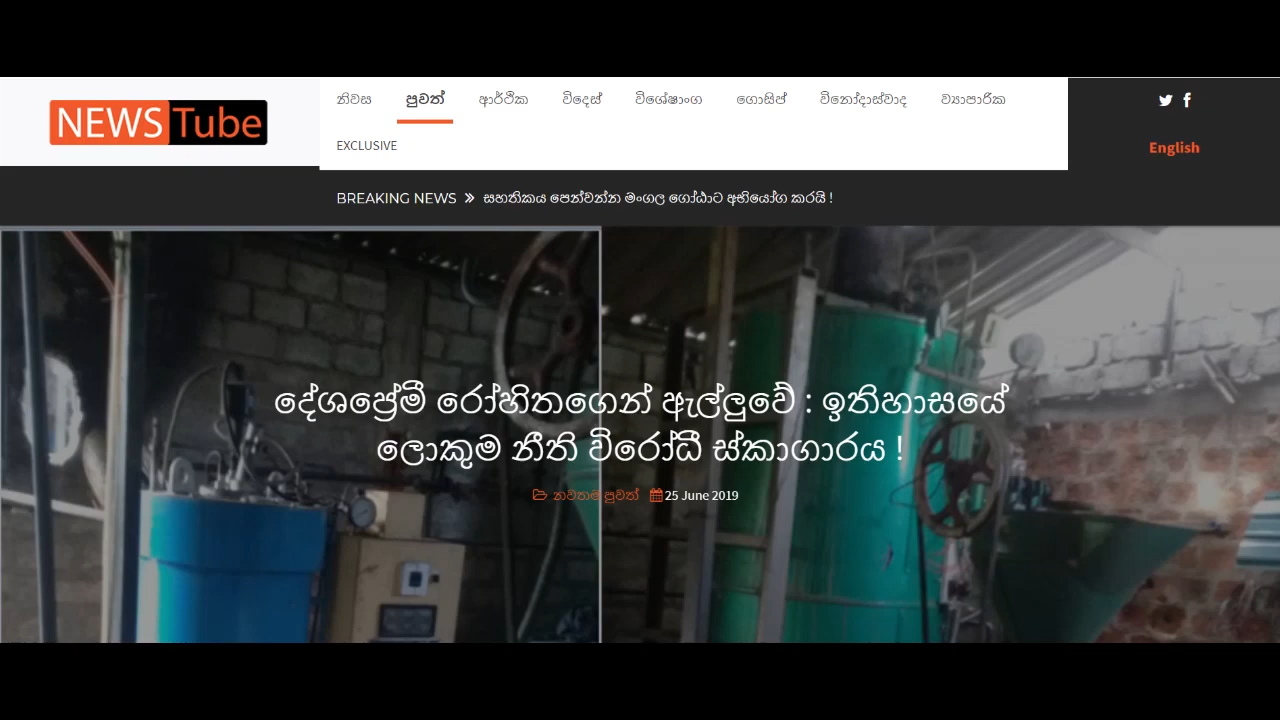 NEWS Tube
නිවස පුවත් ආර්ථික විදෙස් විශේෂාංග ගොසිප් විනෝදාස්වාද ව්‍යාපාරික
EXCLUSIVE
English
BREAKING NEWS » සහතිකය පෙන්වන්න මංගල ගෝඨාට අභියෝග කරයි !
දේශප්‍රේමී රෝහිතගෙන් ඇල්ලුවේ : ඉතිහාසයේ
ලොකුම නීති විරෝධී ස්කාගාරය !
නවතම පුවත් 25 June 2019